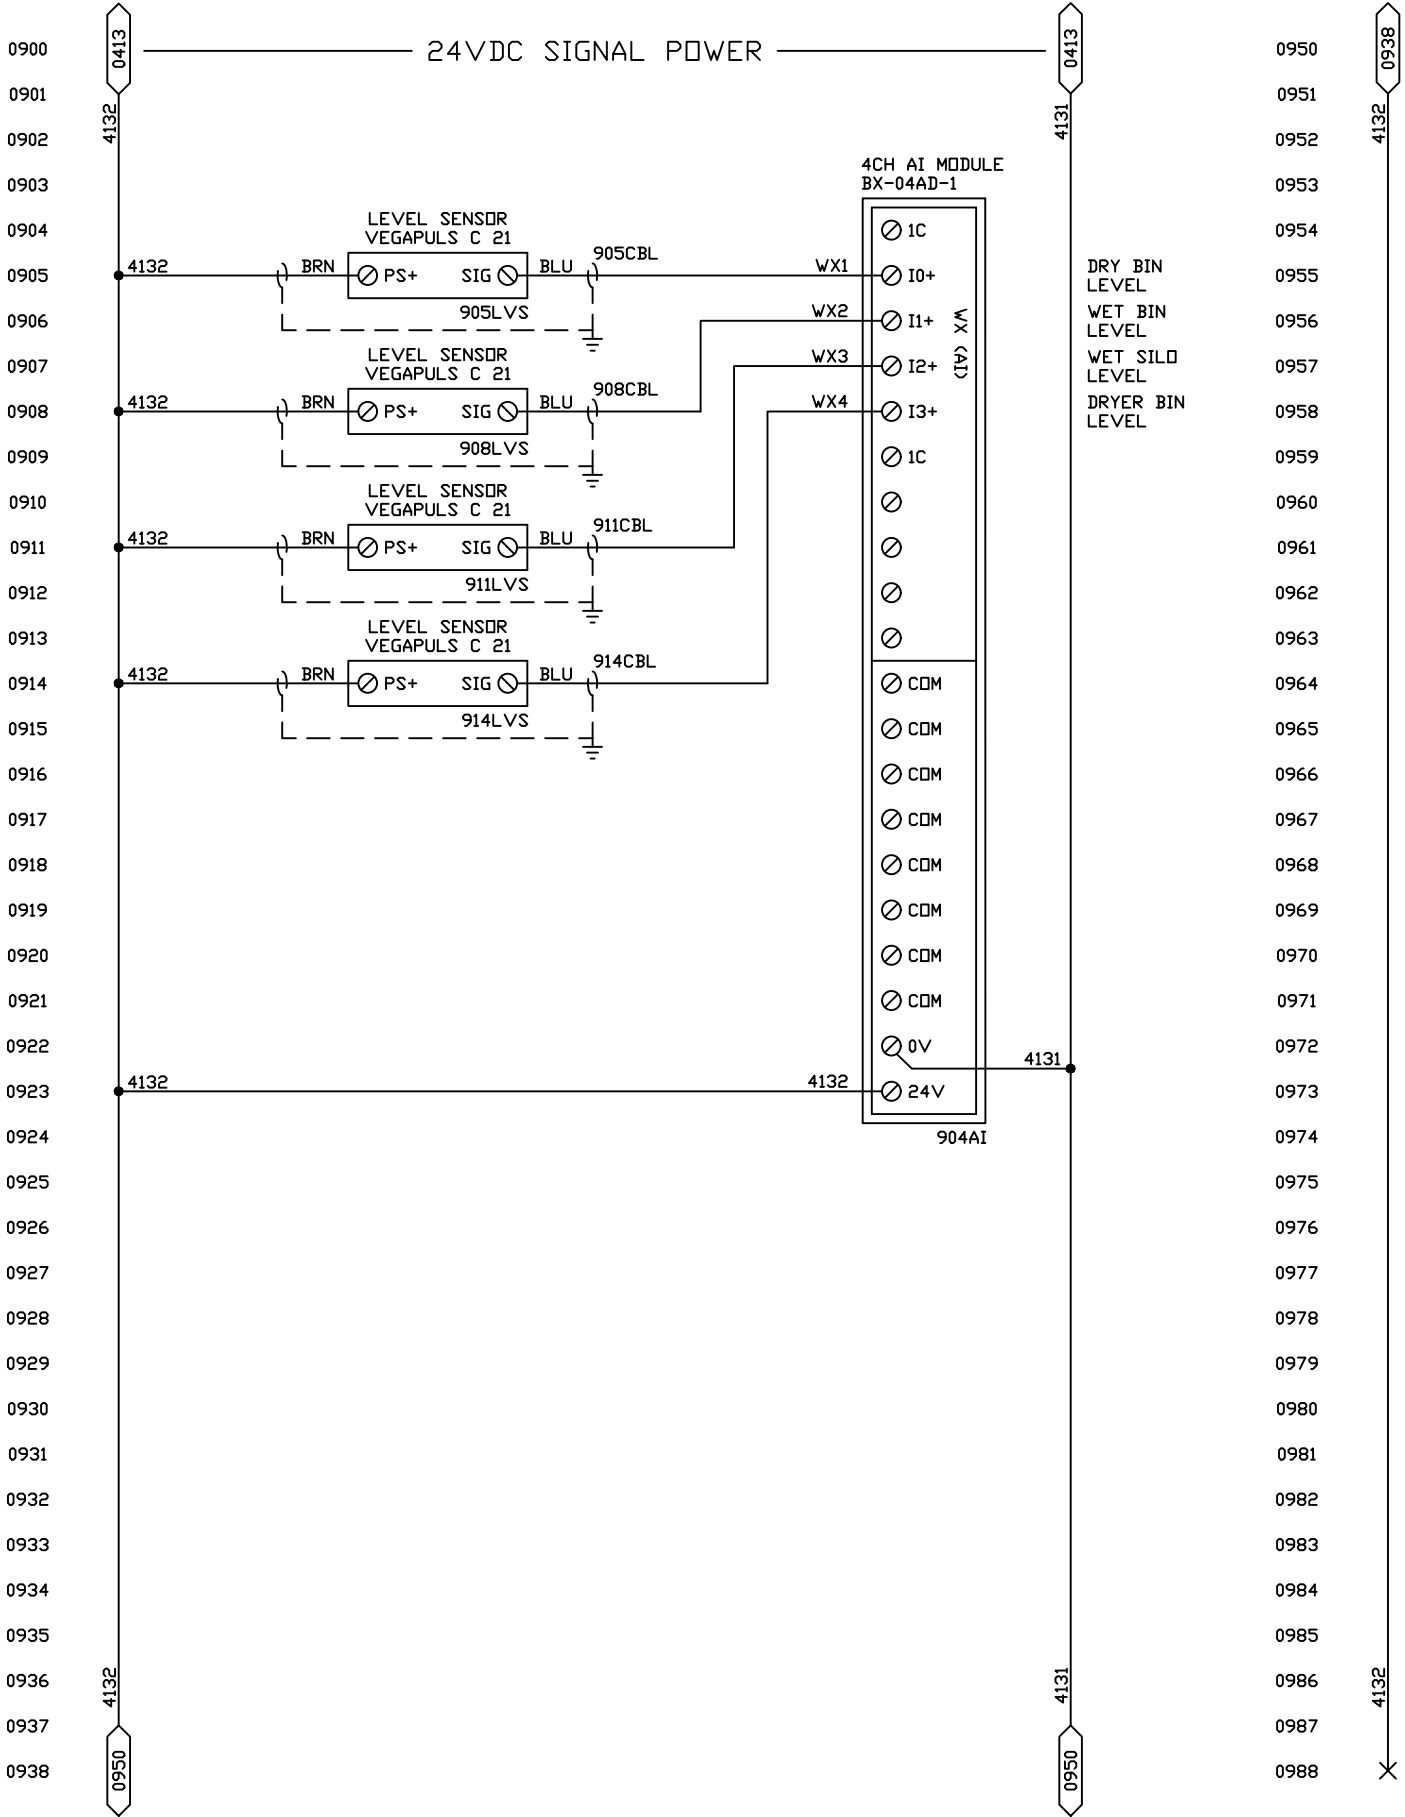 0900
0413
24VDC SIGNAL POWER
0413
0950
0938
0901
4132
4131
0951
4132
0902
0952
4CH AI MODULE
0903
BX-04AD-1
0953
LEVEL SENSOR
0904
VEGAPULS C 21
1C
0954
905CBL
0905
4132
BRN
PS+
SIG
BLU
WX1
I0+
DRY BIN
LEVEL
0955
905LVS
0906
WX2
I1+
WX (AI)
WET BIN
LEVEL
0956
LEVEL SENSOR
VEGAPULS C 21
0907
WX3
I2+
WET SILO
LEVEL
0957
908CBL
0908
4132
BRN
PS+
SIG
BLU
WX4
I3+
DRYER BIN
LEVEL
0958
908LVS
0909
1C
0959
LEVEL SENSOR
VEGAPULS C 21
0910
0960
911CBL
0911
4132
BRN
PS+
SIG
BLU
0961
911LVS
0912
0962
LEVEL SENSOR
VEGAPULS C 21
0913
0963
914CBL
0914
4132
BRN
PS+
SIG
BLU
COM
0964
914LVS
0915
COM
0965
0916
COM
0966
0917
COM
0967
0918
COM
0968
0919
COM
0969
0920
COM
0970
0921
COM
0971
0922
0V
4131
0972
0923
4132
4132
24V
0973
0924
904AI
0974
0925
0975
0926
0976
0927
0977
0928
0978
0929
0979
0930
0980
0931
0981
0932
0982
0933
0983
0934
0984
0935
0985
0936
4132
4131
0986
4132
0937
0987
0938
0950
0950
0988